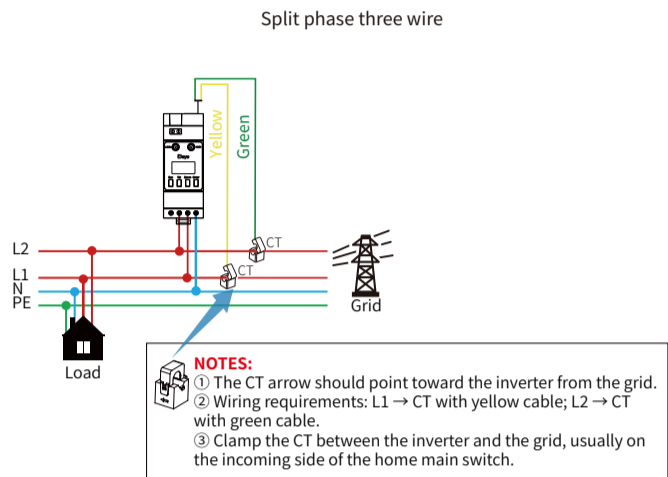 Split phase three wire
Yellow
Green
CT
L2
CT
L1
N
PE
Grid
Load
NOTES:
① The CT arrow should point toward the inverter from the grid.
② Wiring requirements: L1 → CT with yellow cable; L2 → CT
with green cable.
③ Clamp the CT between the inverter and the grid, usually on
the incoming side of the home main switch.